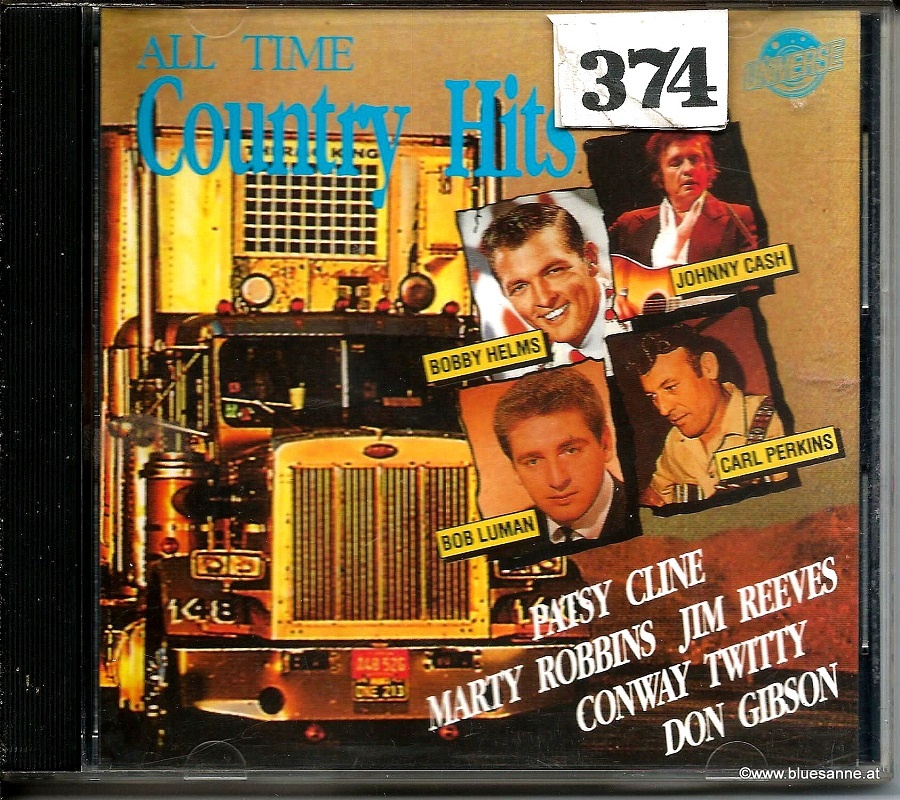 ALL TIME
374
UNIVERSE
Country Hits
JOHNNY CASH
BOBBY HELMS
CARL PERKINS
BOB LUMAN
148
PATSY CLINE
MARTY ROBBINS JIM REEVES
CONWAY TWITTY
DON GIBSON
©www.bluesanne.at